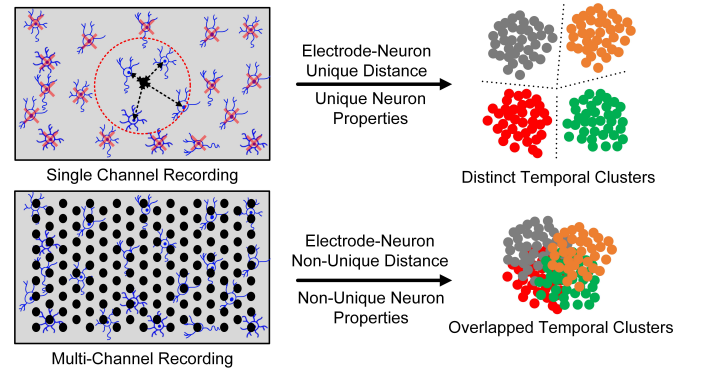 Electrode-Neuron
Unique Distance
Unique Neuron
Properties
Single Channel Recording
Distinct Temporal Clusters
Electrode-Neuron
Non-Unique Distance
Non-Unique Neuron
Properties
Multi-Channel Recording
Overlapped Temporal Clusters